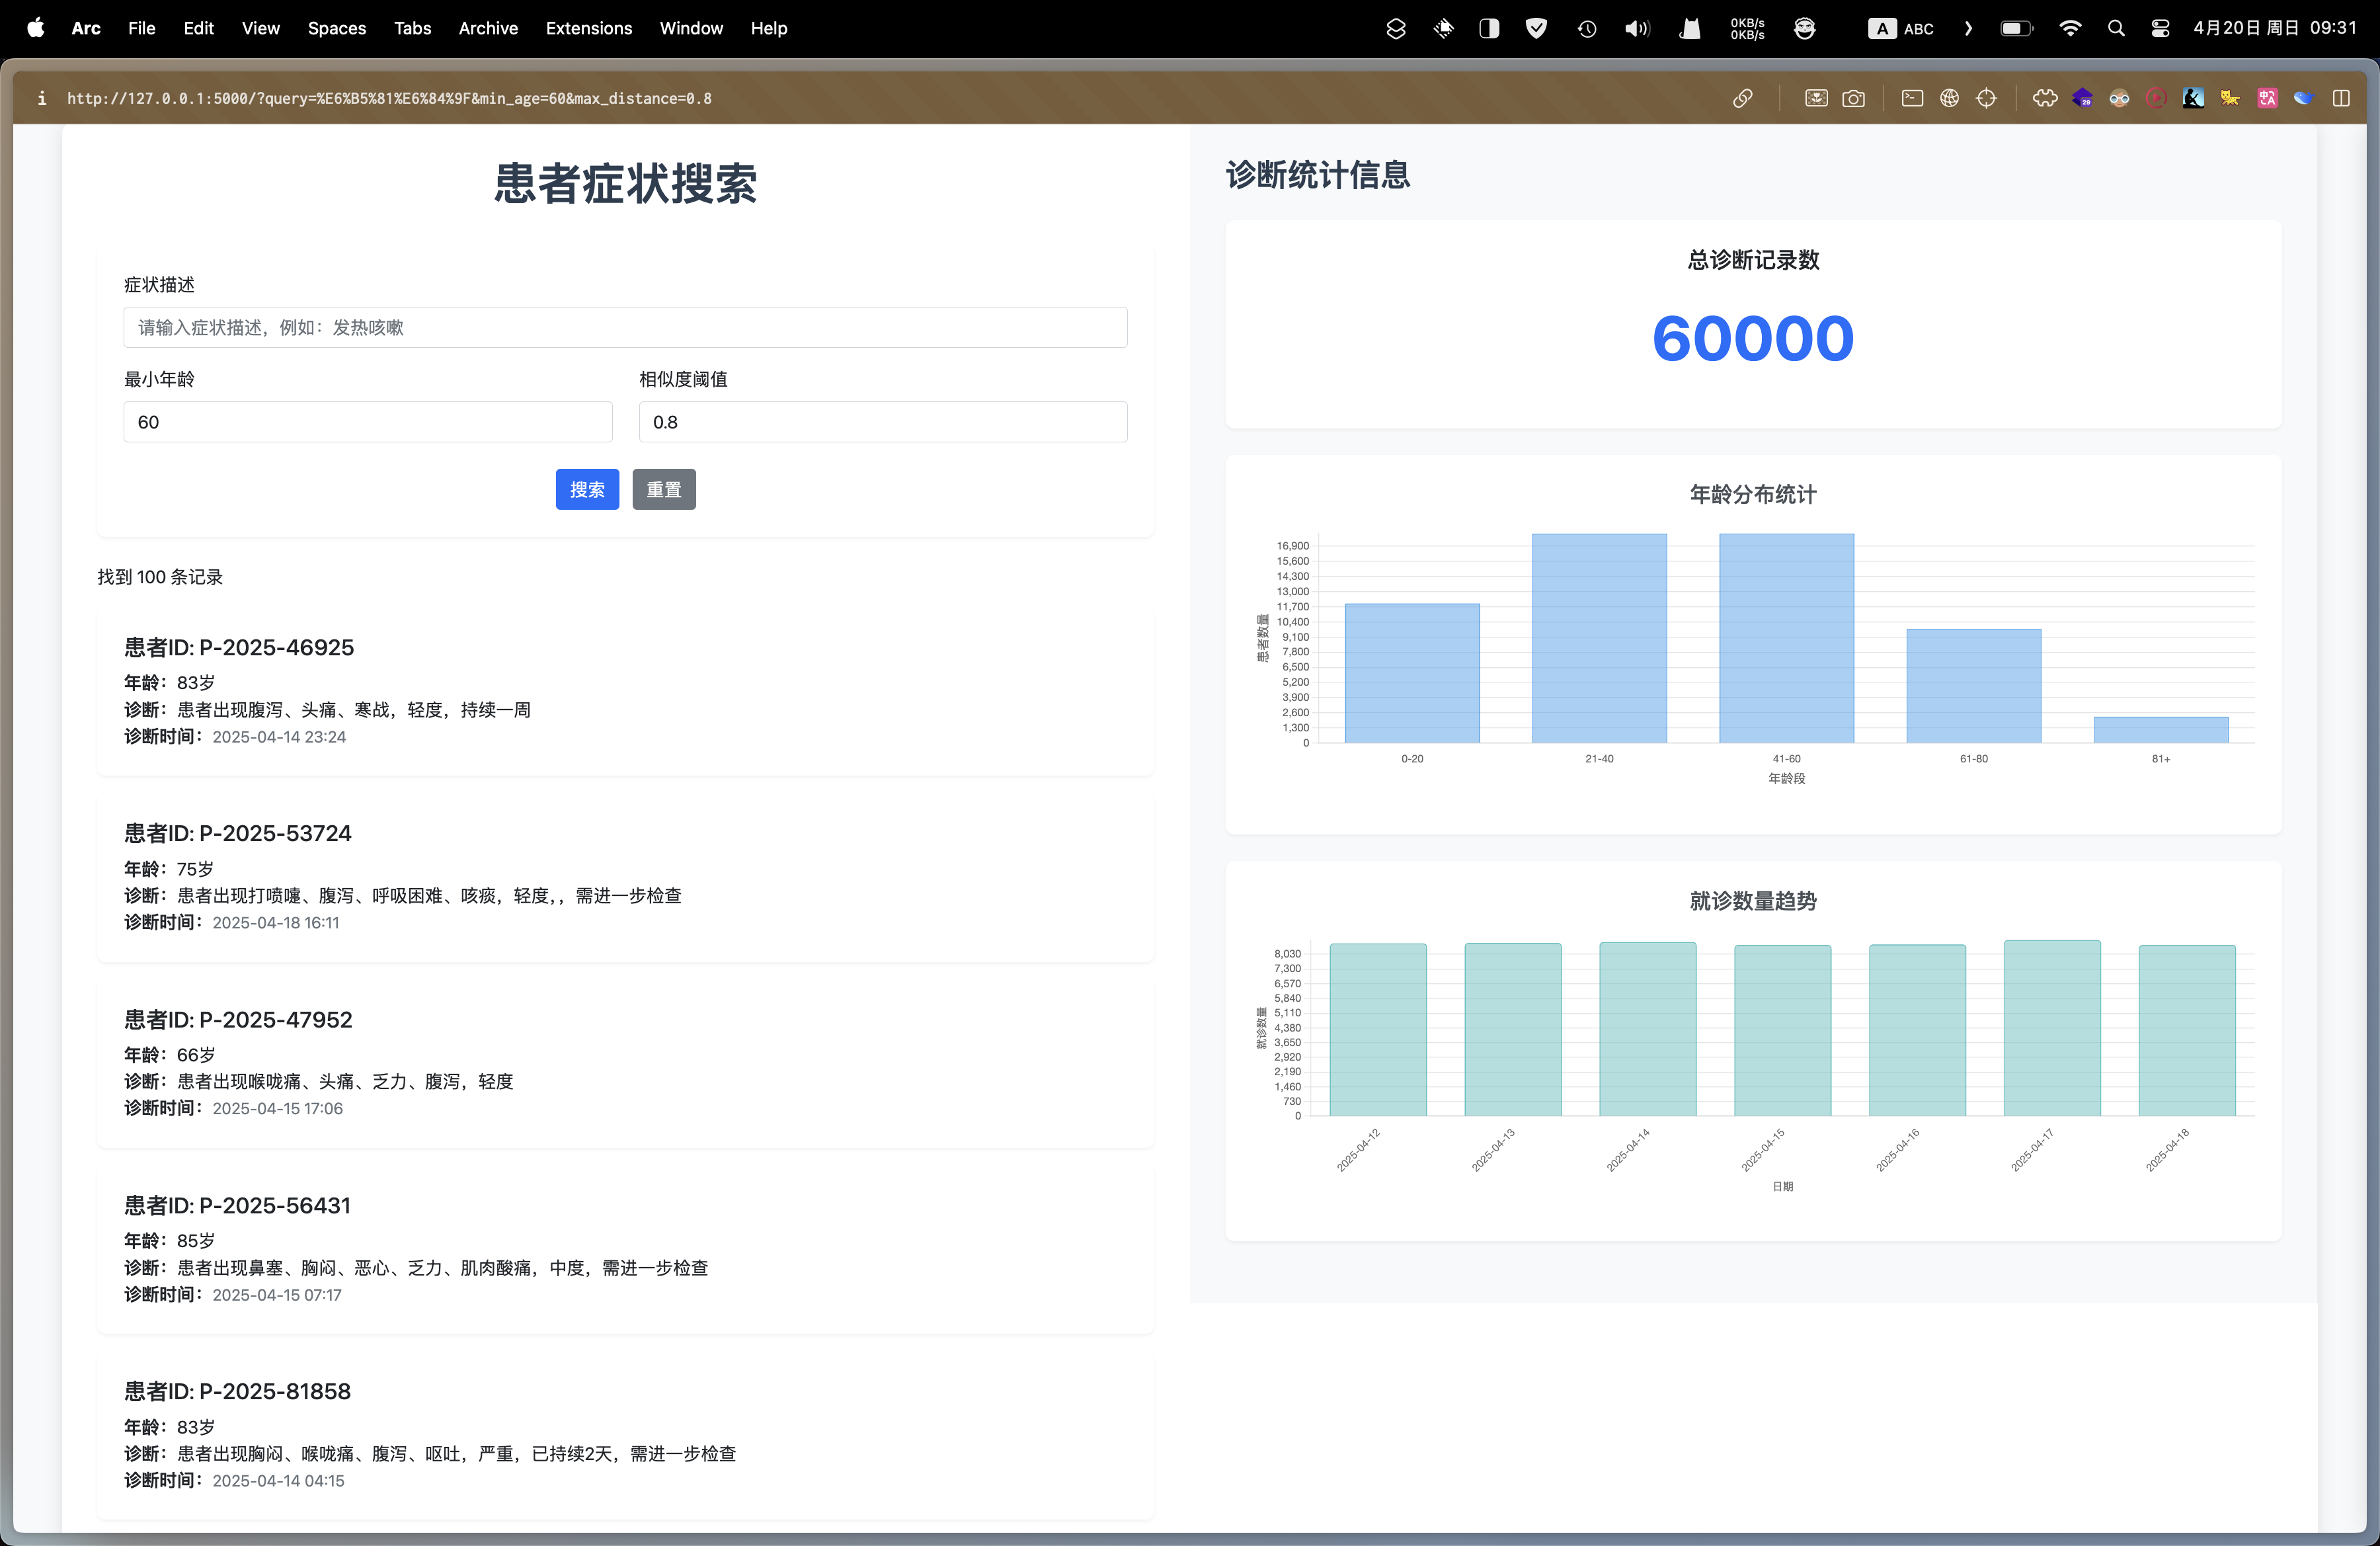 Arc File Edit View Spaces Tabs Archive Extensions Window Help
0KB/s
0KB/s
A ABC
4月20日 周日 09:31
http://127.0.0.1:5000/?query=%E6%B5%81%E6%84%9F&min_age=60&max_distance=0.8
29
患者症状搜索
症状描述
请输入症状描述，例如：发热咳嗽
最小年龄 相似度阈值
60 0.8
搜索 重置
找到 100 条记录
患者ID: P-2025-46925
年龄：83岁
诊断：患者出现腹泻、头痛、寒战，轻度，持续一周
诊断时间：2025-04-14 23:24
患者ID: P-2025-53724
年龄：75岁
诊断：患者出现打喷嚏、腹泻、呼吸困难、咳痰，轻度，，需进一步检查
诊断时间：2025-04-18 16:11
患者ID: P-2025-47952
年龄：66岁
诊断：患者出现喉咙痛、头痛、乏力、腹泻，轻度
诊断时间：2025-04-15 17:06
患者ID: P-2025-56431
年龄：85岁
诊断：患者出现鼻塞、胸闷、恶心、乏力、肌肉酸痛，中度，需进一步检查
诊断时间：2025-04-15 07:17
患者ID: P-2025-81858
年龄：83岁
诊断：患者出现胸闷、喉咙痛、腹泻、呕吐，严重，已持续2天，需进一步检查
诊断时间：2025-04-14 04:15
诊断统计信息
总诊断记录数
60000
年龄分布统计
患者数量
16,900
15,600
14,300
13,000
11,700
10,400
9,100
7,800
6,500
5,200
3,900
2,600
1,300
0
0-20 21-40 41-60 61-80 81+
年龄段
就诊数量趋势
就诊数量
8,030
7,300
6,570
5,840
5,110
4,380
3,650
2,920
2,190
1,460
730
0
2025-04-12 2025-04-13 2025-04-14 2025-04-15 2025-04-16 2025-04-17 2025-04-18
日期